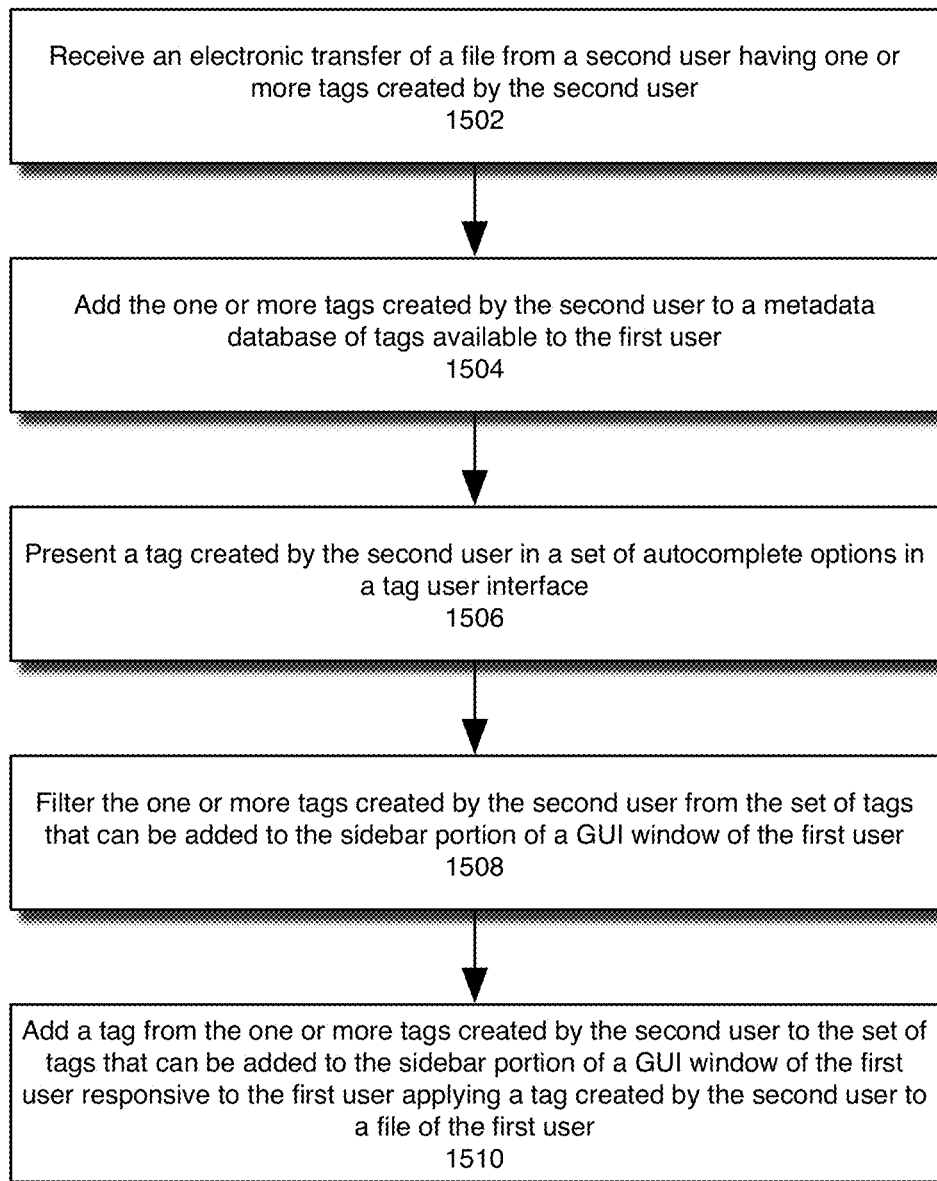 Receive an electronic transfer of a file from a second user having one or
more tags created by the second user
1502
Add the one or more tags created by the second user to a metadata
database of tags available to the first user
1504
Present a tag created by the second user in a set of autocomplete options in
a tag user interface
1506
Filter the one or more tags created by the second user from the set of tags
that can be added to the sidebar portion of a GUI window of the first user
1508
Add a tag from the one or more tags created by the second user to the set of
tags that can be added to the sidebar portion of a GUI window of the first
user responsive to the first user applying a tag created by the second user to
a file of the first user
1510